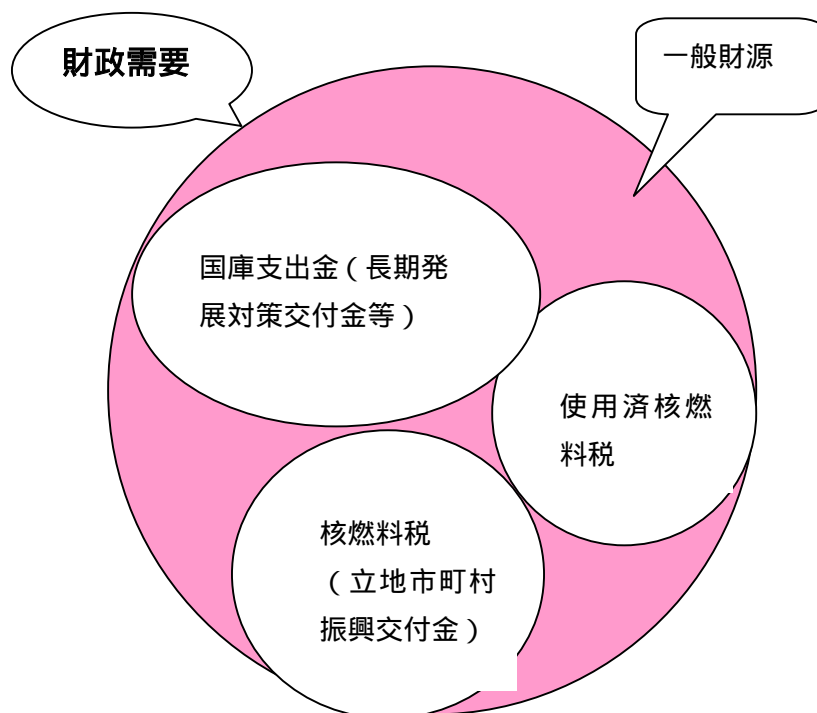 財政需要
一般財源
国庫支出金(長期発
展対策交付金等)
使用済核燃
料税
核燃料税
(立地市町村
振興交付金)